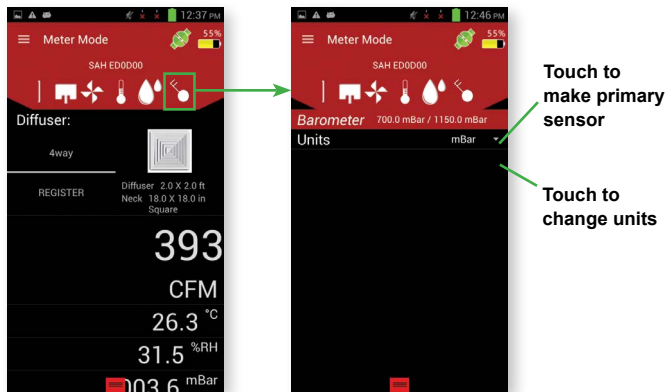 12:37 PM
Meter Mode
55%
SAH ED0D00
Diffuser:
4way
REGISTER
Diffuser 2.0 X 2.0 ft
Neck 18.0 X 18.0 in
Square
393
CFM
26.3 °C
31.5 %RH
003.6 mBar
12:46 PM
Meter Mode
55%
SAH ED0D00
Barometer 700.0 mBar / 1150.0 mBar
Units mBar
Touch to
make primary
sensor
Touch to
change units